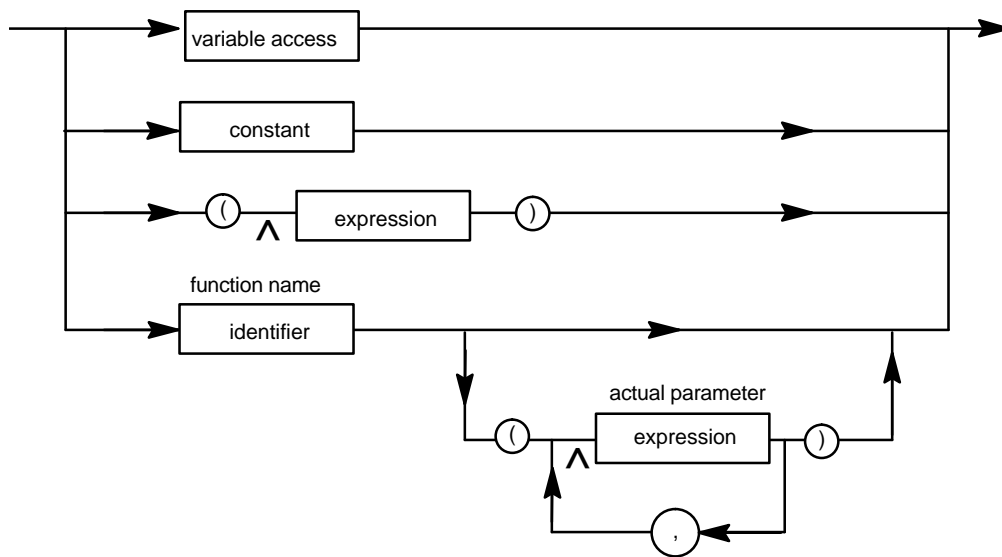 variable access
constant
( ^ expression )
function name
identifier
actual parameter
( ^ expression )
,